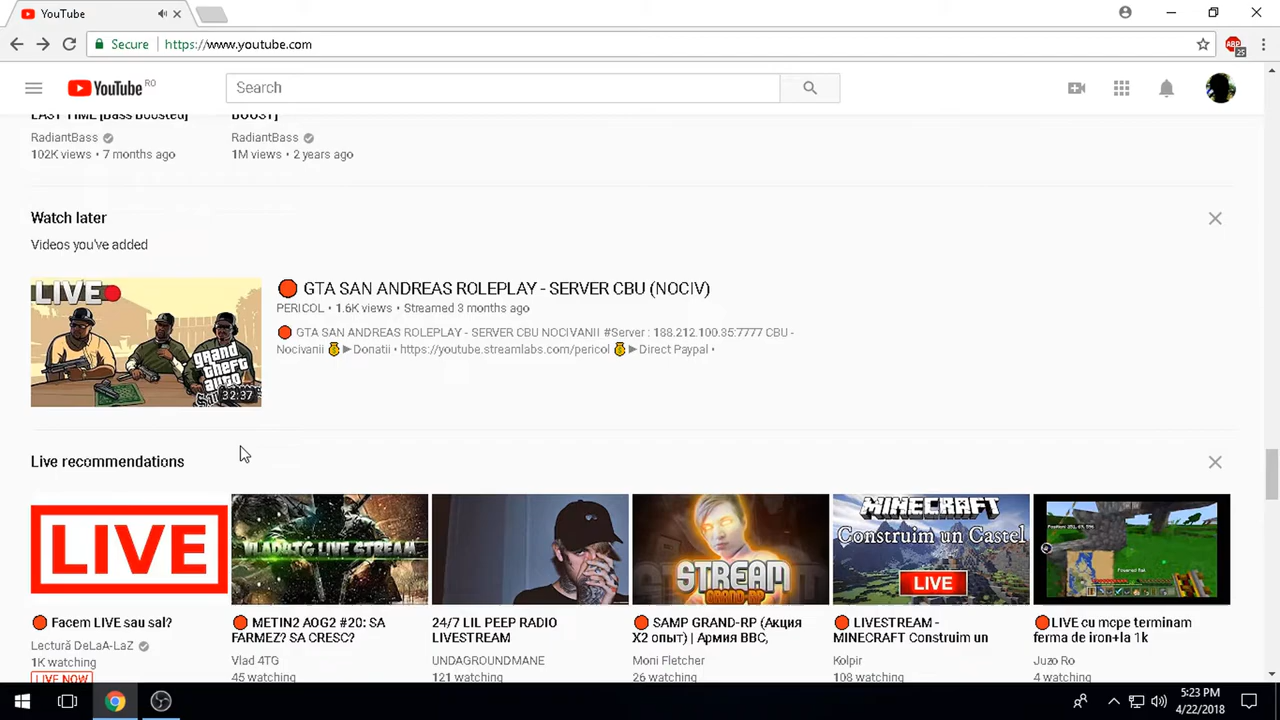 YouTube
Secure
https://www.youtube.com
ABP
25
YouTube RO
Search
LAST TIME [Bass Boosted]
BOOST]
RadiantBass
RadiantBass
102K views • 7 months ago
1M views • 2 years ago
Watch later
Videos you've added
LIVE
grand
theft
auto
32:37
🔴 GTA SAN ANDREAS ROLEPLAY - SERVER CBU (NOCIV)
PERICOL • 1.6K views • Streamed 3 months ago
🔴 GTA SAN ANDREAS ROLEPLAY - SERVER CBU NOCIVANII #Server : 188.212.100.35:7777 CBU -
Nocivanii 💰►Donatii • https://youtube.streamlabs.com/pericol 💰►Direct Paypal •
Live recommendations
LIVE
VLAD4TG LIVE STREAM
STREAM
GRAND-RP
MINECRAFT
Construim un Castel
LIVE
🔴 Facem LIVE sau sal?
Lectură DeLaA-LaZ
1K watching
LIVE NOW
🔴 METIN2 AOG2 #20: SA
FARMEZ? SA CRESC?
Vlad 4TG
45 watching
24/7 LIL PEEP RADIO
LIVESTREAM
UNDAGROUNDMANE
121 watching
🔴 SAMP GRAND-RP (Акция
X2 опыт) | Армия ВВС,
Moni Fletcher
26 watching
🔴 LIVESTREAM -
MINECRAFT Construim un
Kolpir
108 watching
🔴LIVE cu mcpe terminam
ferma de iron+la 1k
Juzo Ro
4 watching
5:23 PM
4/22/2018